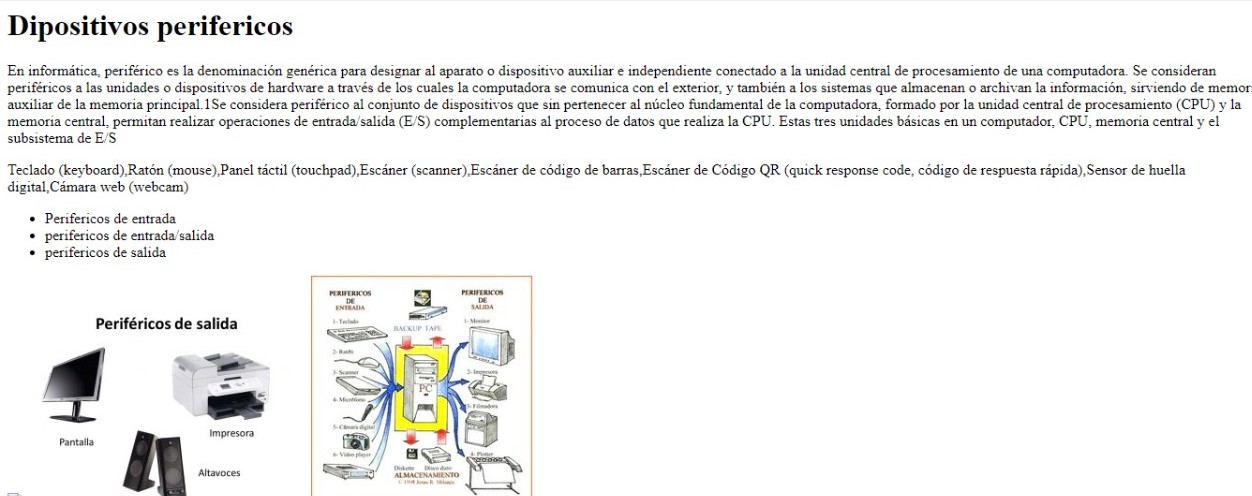 Dipositivos perifericos
En informática, periférico es la denominación genérica para designar al aparato o dispositivo auxiliar e independiente conectado a la unidad central de procesamiento de una computadora. Se consideran
periféricos a las unidades o dispositivos de hardware a través de los cuales la computadora se comunica con el exterior, y también a los sistemas que almacenan o archivan la información, sirviendo de memor
auxiliar de la memoria principal.1Se considera periférico al conjunto de dispositivos que sin pertenecer al núcleo fundamental de la computadora, formado por la unidad central de procesamiento (CPU) y la
memoria central, permitan realizar operaciones de entrada/salida (E/S) complementarias al proceso de datos que realiza la CPU. Estas tres unidades básicas en un computador, CPU, memoria central y el
subsistema de E/S
Teclado (keyboard),Ratón (mouse),Panel táctil (touchpad),Escáner (scanner),Escáner de código de barras,Escáner de Código QR (quick response code, código de respuesta rápida),Sensor de huella
digital,Cámara web (webcam)
Perifericos de entrada
perifericos de entrada/salida
perifericos de salida
Periféricos de salida
Pantalla
Impresora
Altavoces
PERIFERICOS
DE
ENTRADA
1- Teclado
2- Ratón
3- Scanner
4- Micrófono
5- Cámara digital
6- Video player
BACKUP TAPE
PC
Diskette Disco duro
ALMACENAMIENTO
PERIFERICOS
DE
SALIDA
1- Monitor
2- Impresora
3- Filmadora
4- Plotter